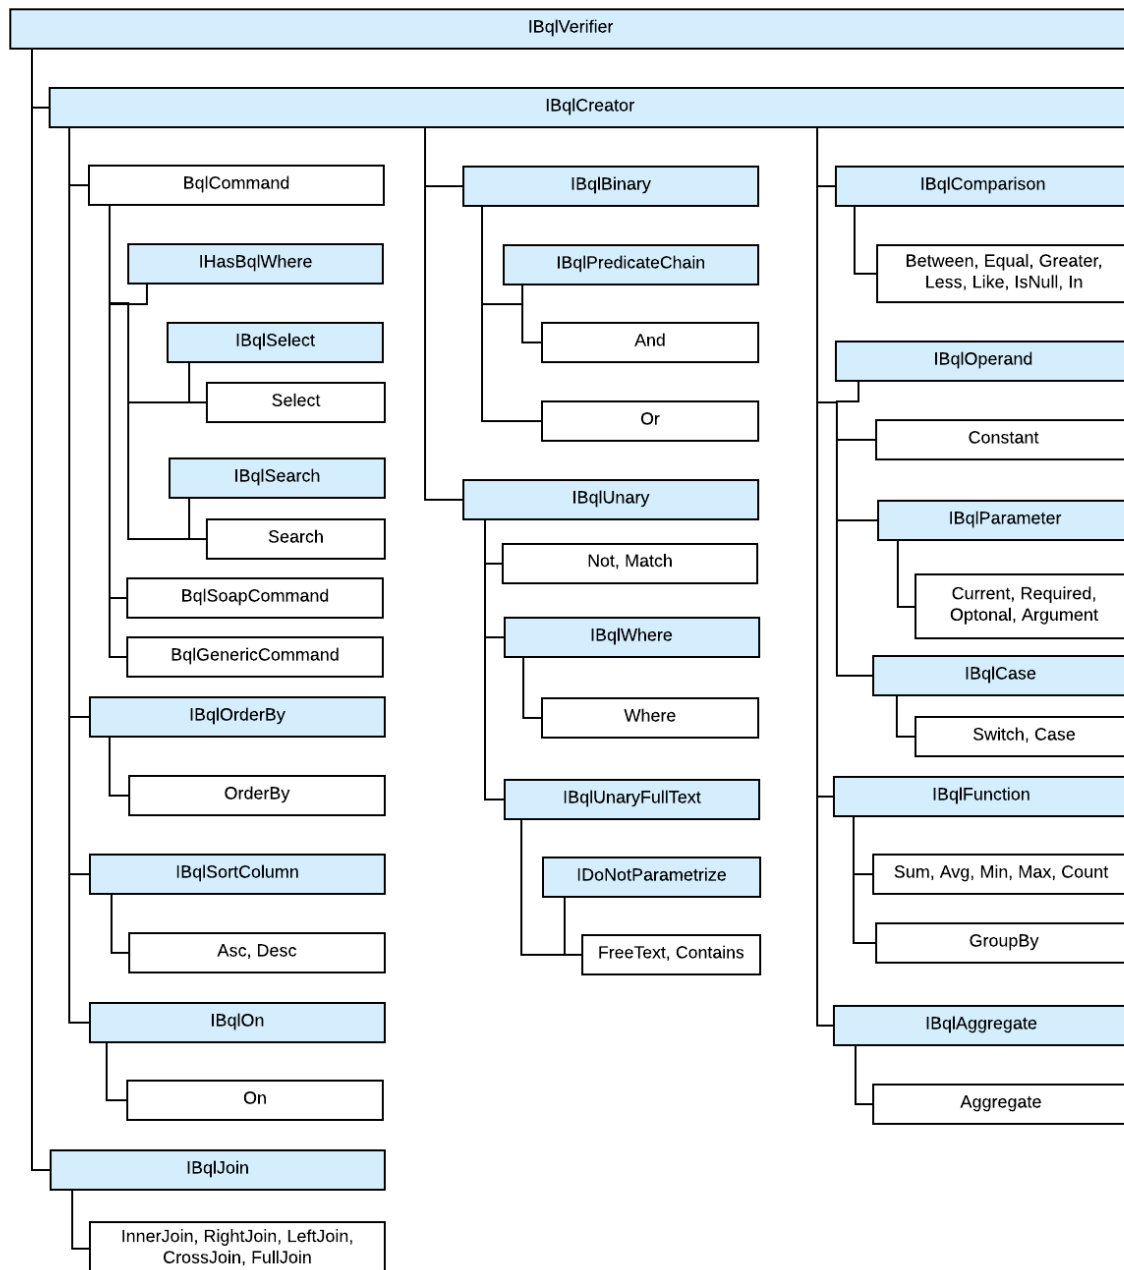 IBqlVerifier
IBqlCreator
BqlCommand
IHasBqlWhere
IBqlSelect
Select
IBqlSearch
Search
BqlSoapCommand
BqlGenericCommand
IBqlOrderBy
OrderBy
IBqlSortColumn
Asc, Desc
IBqlOn
On
IBqlJoin
InnerJoin, RightJoin, LeftJoin,
CrossJoin, FullJoin
IBqlBinary
IBqlPredicateChain
And
Or
IBqlUnary
Not, Match
IBqlWhere
Where
IBqlUnaryFullText
IDoNotParametrize
FreeText, Contains
IBqlComparison
Between, Equal, Greater,
Less, Like, IsNull, In
IBqlOperand
Constant
IBqlParameter
Current, Required,
Optonal, Argument
IBqlCase
Switch, Case
IBqlFunction
Sum, Avg, Min, Max, Count
GroupBy
IBqlAggregate
Aggregate